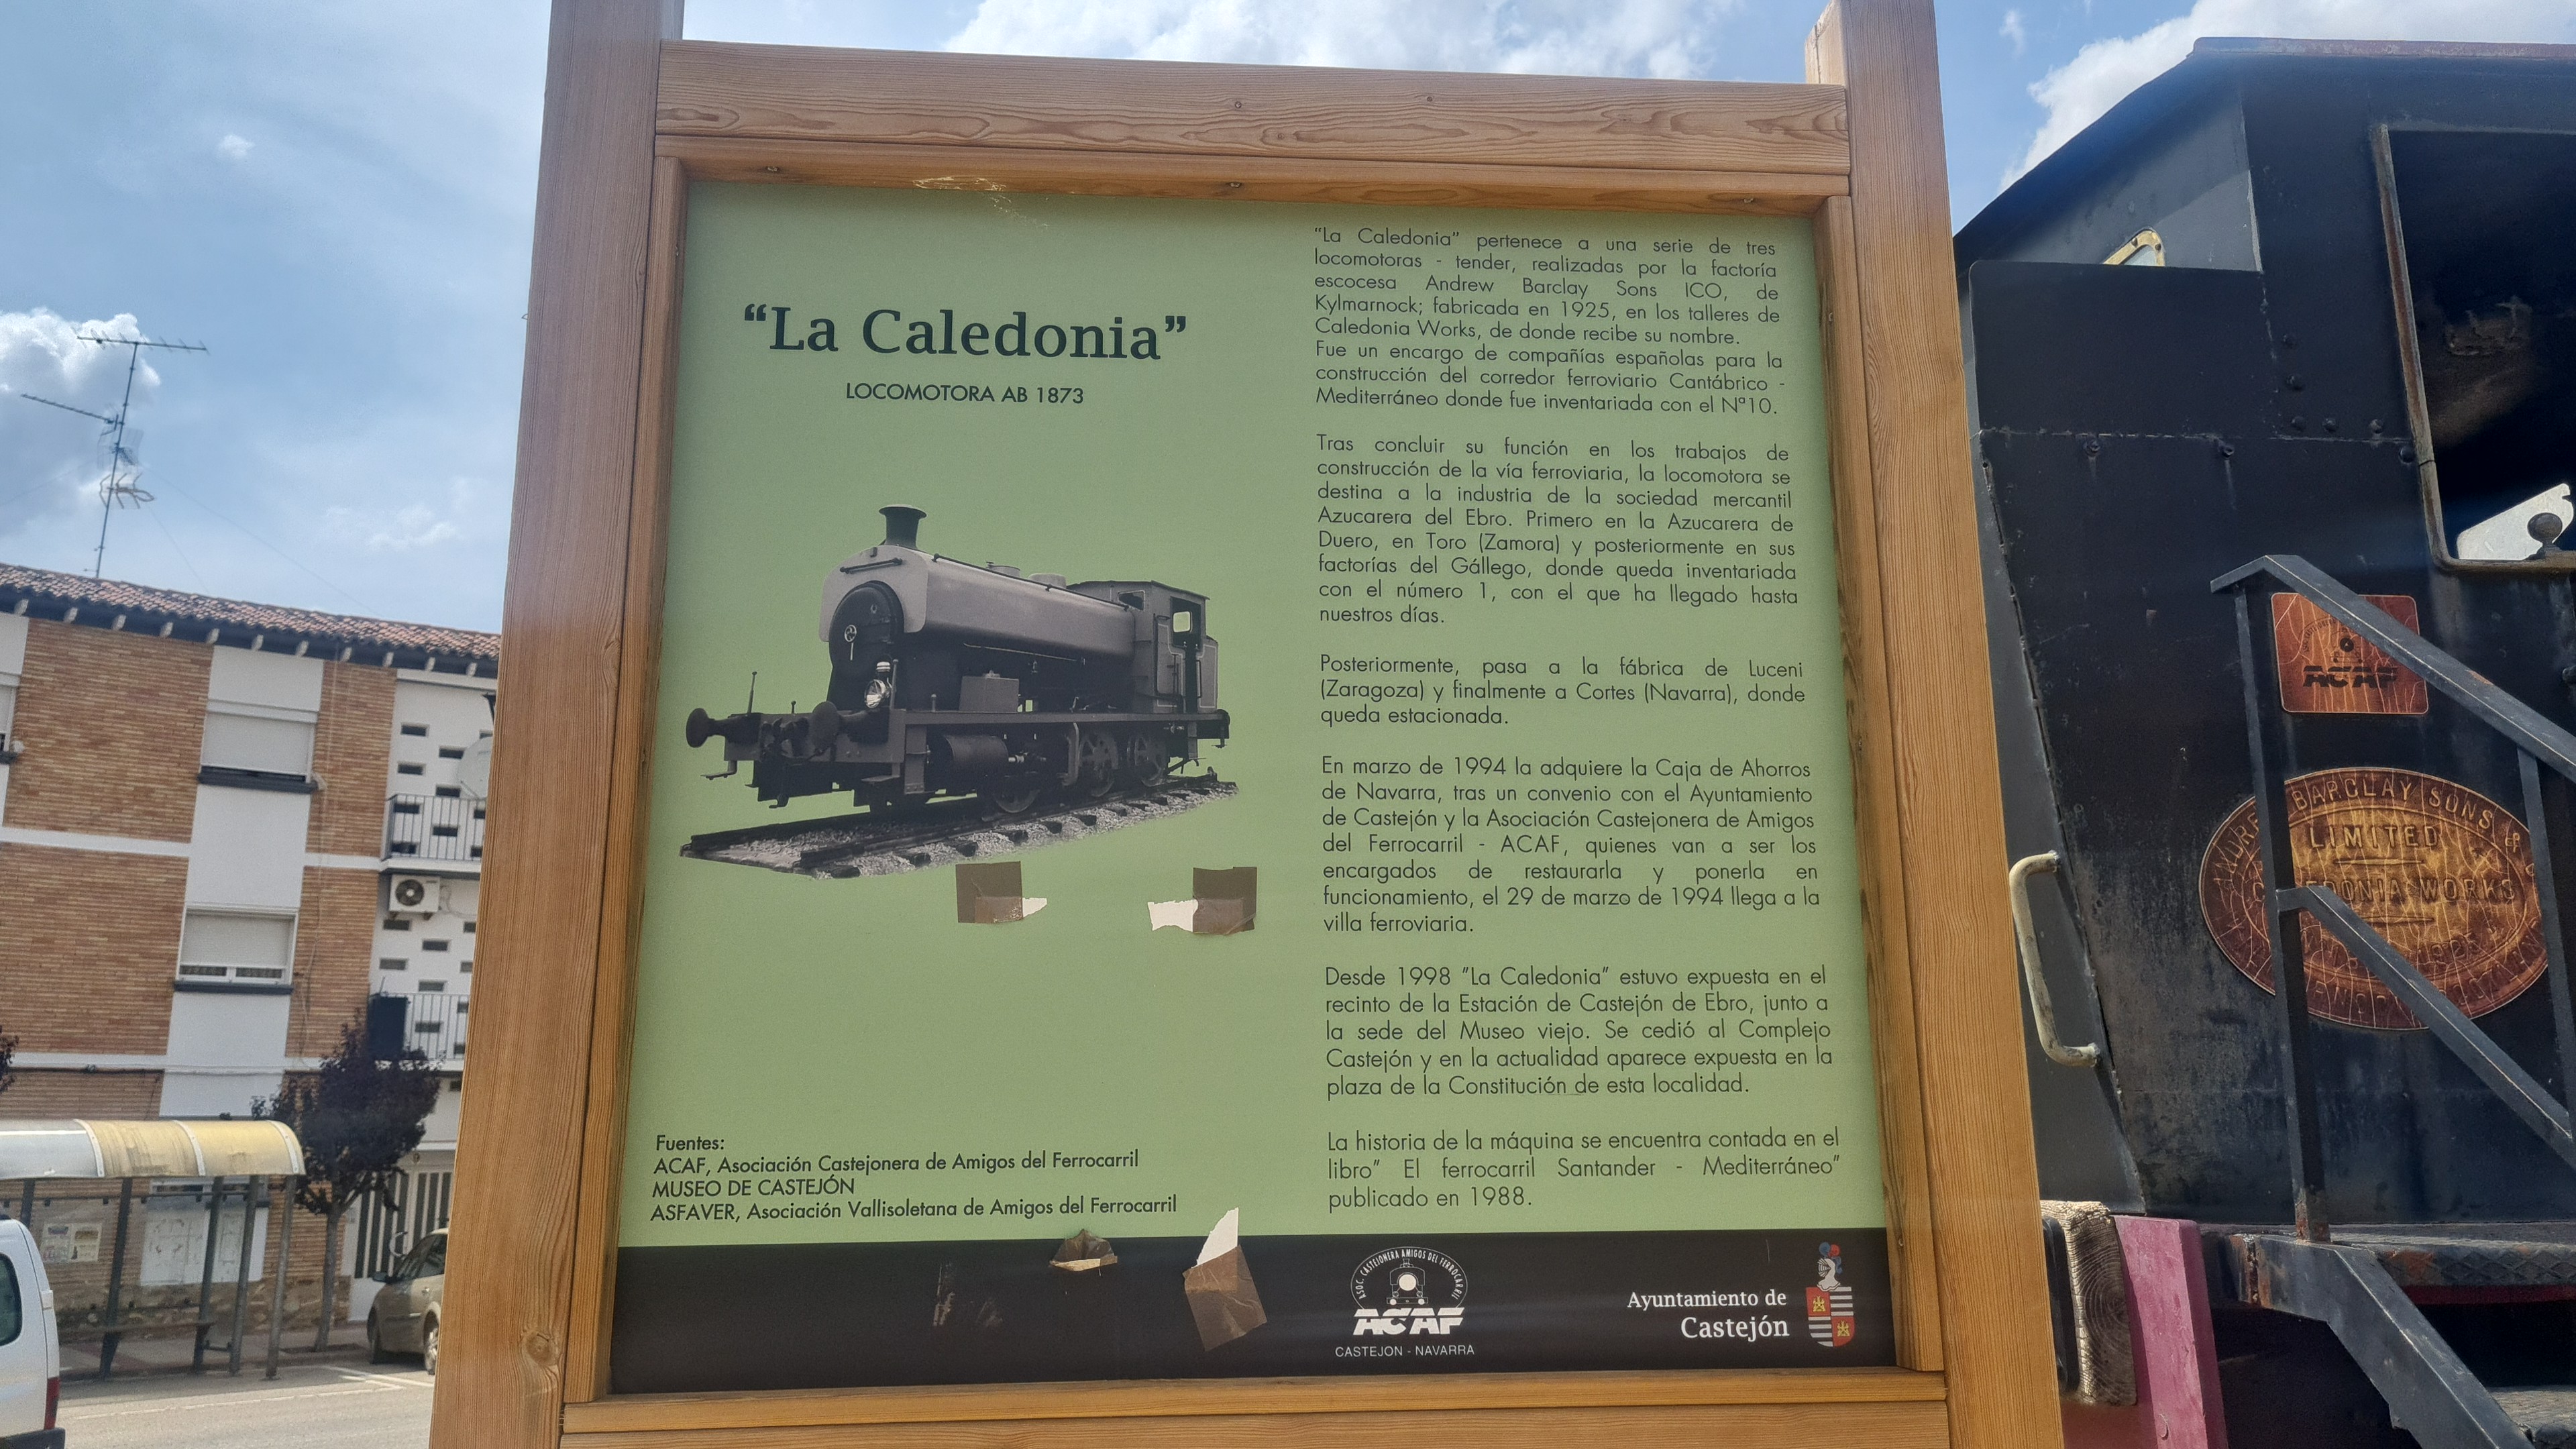 “La Caledonia”
LOCOMOTORA AB 1873
“La Caledonia” pertenece a una serie de tres
locomotoras - tender, realizadas por la factoría
escocesa Andrew Barclay Sons ICO, de
Kylmarnock; fabricada en 1925, en los talleres de
Caledonia Works, de donde recibe su nombre.
Fue un encargo de compañías españolas para la
construcción del corredor ferroviario Cantábrico -
Mediterráneo donde fue inventariada con el Nº10.
Tras concluir su función en los trabajos de
construcción de la vía ferroviaria, la locomotora se
destina a la industria de la sociedad mercantil
Azucarera del Ebro. Primero en la Azucarera de
Duero, en Toro (Zamora) y posteriormente en sus
factorías del Gállego, donde queda inventariada
con el número 1, con el que ha llegado hasta
nuestros días.
Posteriormente, pasa a la fábrica de Luceni
(Zaragoza) y finalmente a Cortes (Navarra), donde
queda estacionada.
En marzo de 1994 la adquiere la Caja de Ahorros
de Navarra, tras un convenio con el Ayuntamiento
de Castejón y la Asociación Castejonera de Amigos
del Ferrocarril - ACAF, quienes van a ser los
encargados de restaurarla y ponerla en
funcionamiento, el 29 de marzo de 1994 llega a la
villa ferroviaria.
Desde 1998 "La Caledonia" estuvo expuesta en el
recinto de la Estación de Castejón de Ebro, junto a
la sede del Museo viejo. Se cedió al Complejo
Castejón y en la actualidad aparece expuesta en la
plaza de la Constitución de esta localidad.
La historia de la máquina se encuentra contada en el
libro” El ferrocarril Santander - Mediterráneo”
publicado en 1988.
Fuentes:
ACAF, Asociación Castejonera de Amigos del Ferrocarril
MUSEO DE CASTEJÓN
ASFAVER, Asociación Vallisoletana de Amigos del Ferrocarril
ASOC. CASTEJONERA AMIGOS DEL FERROCARRIL
ACAF
CASTEJON - NAVARRA
Ayuntamiento de
Castejón
ACAF
BARCLAY SONS &
LIMITED
WORKS